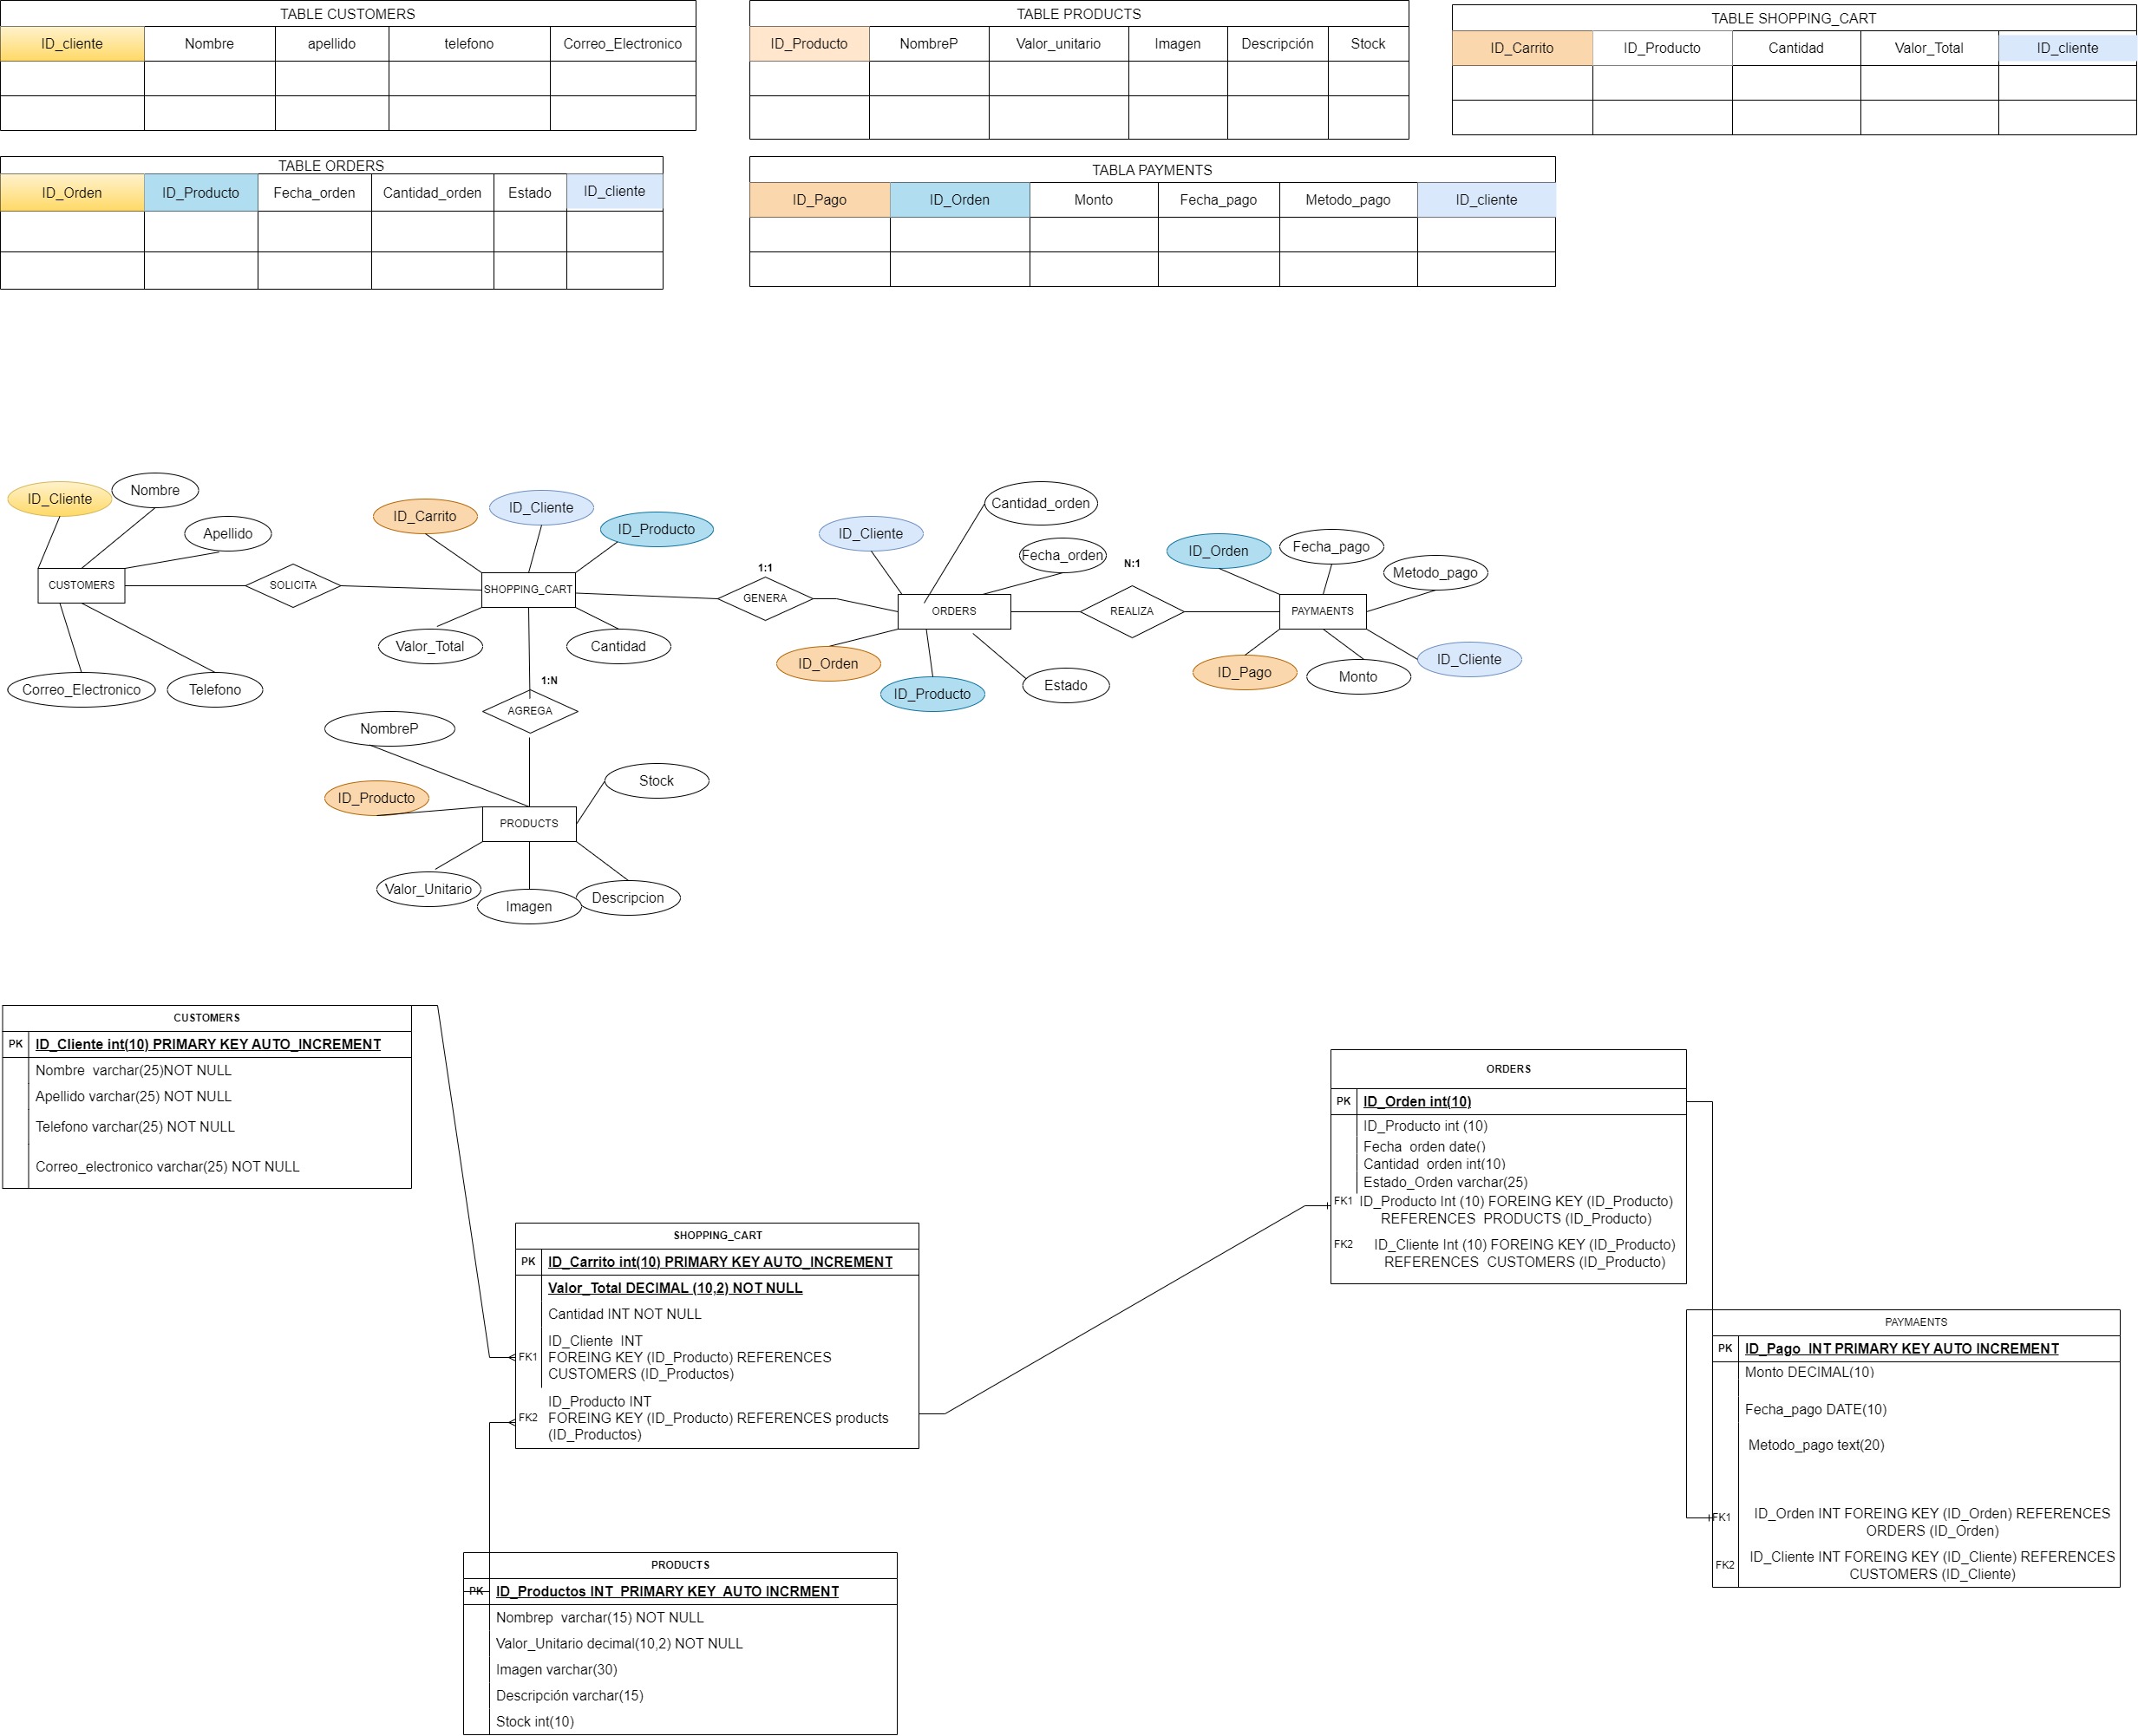 TABLE CUSTOMERS
ID_cliente Nombre apellido telefono Correo_Electronico
TABLE PRODUCTS
ID_Producto NombreP Valor_unitario Imagen Descripción Stock
TABLE SHOPPING_CART
ID_Carrito ID_Producto Cantidad Valor_Total ID_cliente
TABLE ORDERS
ID_Orden ID_Producto Fecha_orden Cantidad_orden Estado ID_cliente
TABLA PAYMENTS
ID_Pago ID_Orden Monto Fecha_pago Metodo_pago ID_cliente
ID_Cliente
Nombre
Apellido
CUSTOMERS
Correo_Electronico
Telefono
SOLICITA
ID_Carrito
ID_Cliente
ID_Producto
SHOPPING_CART
Valor_Total
Cantidad
1:1
GENERA
1:N
AGREGA
NombreP
ID_Producto
Stock
PRODUCTS
Valor_Unitario
Imagen
Descripcion
Cantidad_orden
ID_Cliente
Fecha_orden
ORDERS
ID_Orden
ID_Producto
Estado
N:1
REALIZA
ID_Orden
Fecha_pago
Metodo_pago
PAYMAENTS
ID_Pago
Monto
ID_Cliente
CUSTOMERS
PK ID_Cliente int(10) PRIMARY KEY AUTO_INCREMENT
Nombre varchar(25)NOT NULL
Apellido varchar(25) NOT NULL
Telefono varchar(25) NOT NULL
Correo_electronico varchar(25) NOT NULL
SHOPPING_CART
PK ID_Carrito int(10) PRIMARY KEY AUTO_INCREMENT
Valor_Total DECIMAL (10,2) NOT NULL
Cantidad INT NOT NULL
ID_Cliente INT
FK1 FOREING KEY (ID_Producto) REFERENCES
CUSTOMERS (ID_Productos)
ID_Producto INT
FK2 FOREING KEY (ID_Producto) REFERENCES products
(ID_Productos)
PRODUCTS
PK ID_Productos INT PRIMARY KEY AUTO INCRMENT
Nombrep varchar(15) NOT NULL
Valor_Unitario decimal(10,2) NOT NULL
Imagen varchar(30)
Descripción varchar(15)
Stock int(10)
ORDERS
PK ID_Orden int(10)
ID_Producto int (10)
Fecha_orden date()
Cantidad_orden int(10)
Estado_Orden varchar(25)
FK1 ID_Producto Int (10) FOREING KEY (ID_Producto)
REFERENCES PRODUCTS (ID_Producto)
FK2 ID_Cliente Int (10) FOREING KEY (ID_Producto)
REFERENCES CUSTOMERS (ID_Producto)
PAYMAENTS
PK ID_Pago INT PRIMARY KEY AUTO INCREMENT
Monto DECIMAL(10)
Fecha_pago DATE(10)
Metodo_pago text(20)
FK1 ID_Orden INT FOREING KEY (ID_Orden) REFERENCES
ORDERS (ID_Orden)
FK2 ID_Cliente INT FOREING KEY (ID_Cliente) REFERENCES
CUSTOMERS (ID_Cliente)